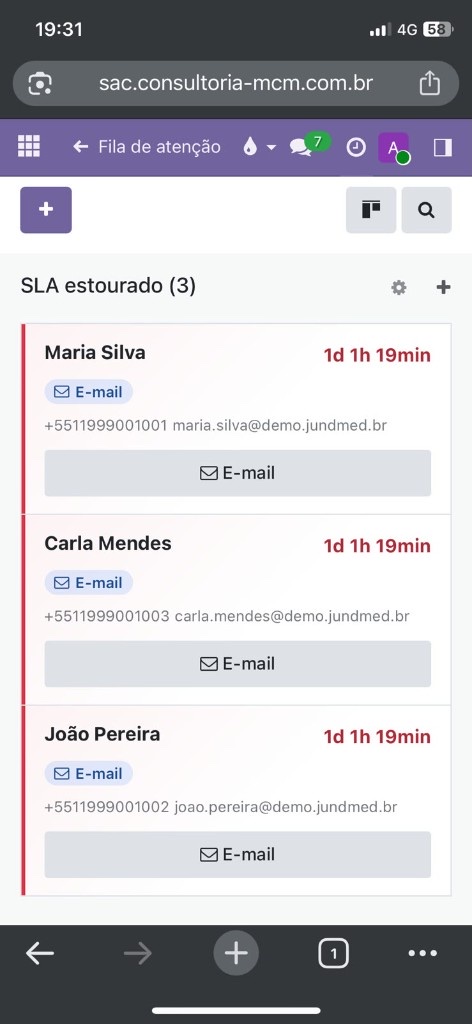 19:31
4G 58
sac.consultoria-mcm.com.br
Fila de atenção 7 A
+
SLA estourado (3) +
Maria Silva 1d 1h 19min
E-mail
+5511999001001 maria.silva@demo.jundmed.br
E-mail
Carla Mendes 1d 1h 19min
E-mail
+5511999001003 carla.mendes@demo.jundmed.br
E-mail
João Pereira 1d 1h 19min
E-mail
+5511999001002 joao.pereira@demo.jundmed.br
E-mail
1